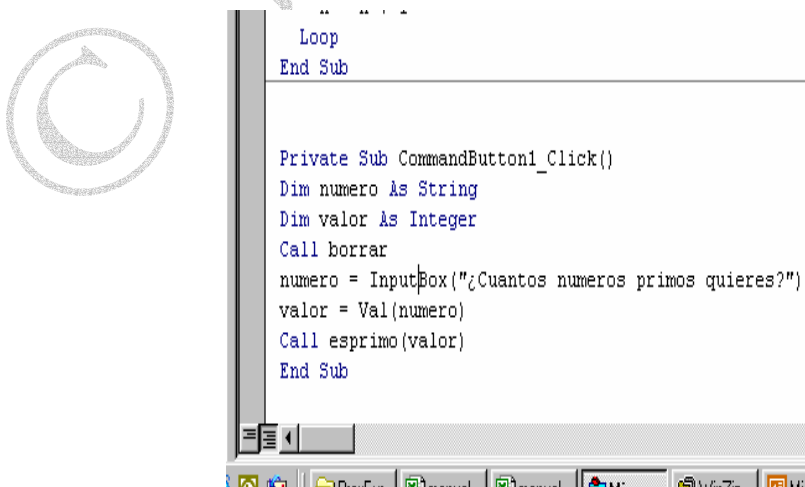 Loop
End Sub
Private Sub CommandButton1_Click()
Dim numero As String
Dim valor As Integer
Call borrar
numero = InputBox("¿Cuantos numeros primos quieres?")
valor = Val(numero)
Call esprimo(valor)
End Sub